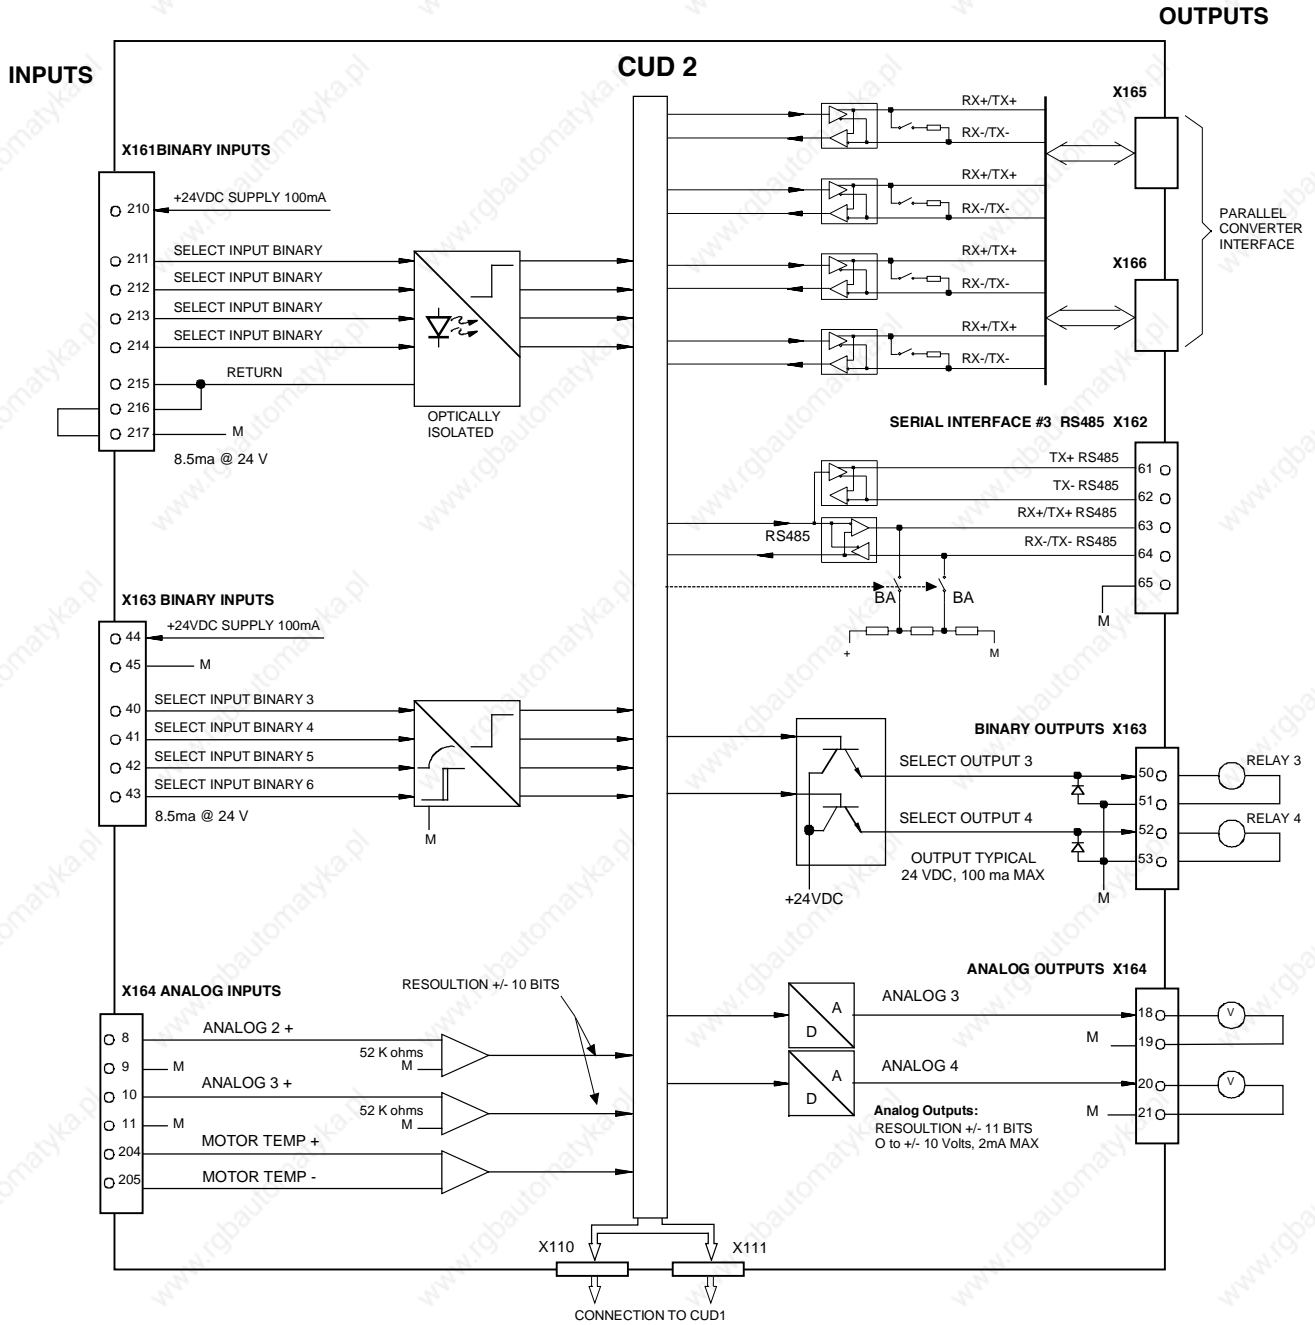 OUTPUTS
INPUTS
CUD 2
X161BINARY INPUTS
210
+24VDC SUPPLY 100mA
211
SELECT INPUT BINARY
212
SELECT INPUT BINARY
213
SELECT INPUT BINARY
214
SELECT INPUT BINARY
215
RETURN
216
217
M
8.5ma @ 24 V
OPTICALLY
ISOLATED
X163 BINARY INPUTS
44
+24VDC SUPPLY 100mA
45
M
40
SELECT INPUT BINARY 3
41
SELECT INPUT BINARY 4
42
SELECT INPUT BINARY 5
43
SELECT INPUT BINARY 6
8.5ma @ 24 V
M
X164 ANALOG INPUTS
RESOULTION +/- 10 BITS
8
ANALOG 2 +
52 K ohms
M
9
M
10
ANALOG 3 +
52 K ohms
M
11
M
204
MOTOR TEMP +
205
MOTOR TEMP -
X165
RX+/TX+
RX-/TX-
RX+/TX+
RX-/TX-
RX+/TX+
RX-/TX-
RX+/TX+
RX-/TX-
X166
PARALLEL
CONVERTER
INTERFACE
SERIAL INTERFACE #3 RS485 X162
TX+ RS485
61
TX- RS485
62
RX+/TX+ RS485
63
RS485
RX-/TX- RS485
64
65
BA
BA
M
+
M
BINARY OUTPUTS X163
SELECT OUTPUT 3
50
RELAY 3
51
SELECT OUTPUT 4
52
RELAY 4
53
OUTPUT TYPICAL
24 VDC, 100 ma MAX
+24VDC
M
ANALOG OUTPUTS X164
A
D
ANALOG 3
18
V
M
19
A
D
ANALOG 4
20
V
M
21
Analog Outputs:
RESOULTION +/- 11 BITS
O to +/- 10 Volts, 2mA MAX
X110
X111
CONNECTION TO CUD1
www.rgbautomatyka.pl